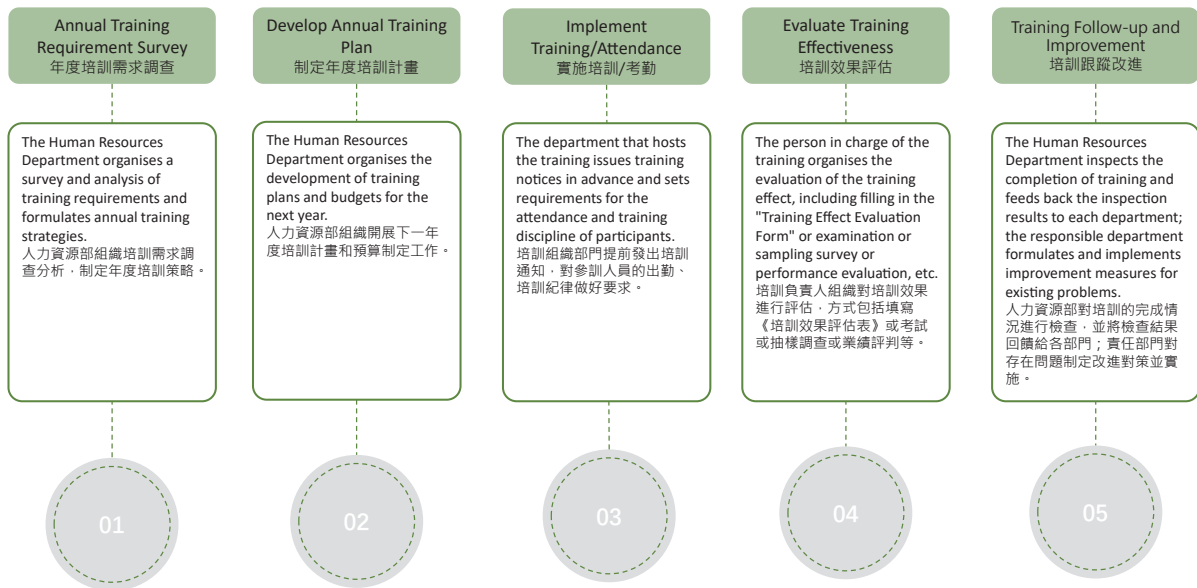 Annual Training
Requirement Survey
年度培訓需求調查
The Human Resources
Department organises a
survey and analysis of
training requirements and
formulates annual training
strategies.
人力資源部組織培訓需求調
查分析，制定年度培訓策略。
01
Develop Annual Training
Plan
制定年度培訓計畫
The Human Resources
Department organises the
development of training
plans and budgets for the
next year.
人力資源部組織開展下一年
度培訓計畫和預算制定工作。
02
Implement
Training/Attendance
實施培訓/考勤
The department that hosts
the training issues training
notices in advance and sets
requirements for the
attendance and training
discipline of participants.
培訓組織部門提前發出培訓
通知，對參訓人員的出勤、
培訓紀律做好要求。
03
Evaluate Training
Effectiveness
培訓效果評估
The person in charge of the
training organises the
evaluation of the training
effect, including filling in the
"Training Effect Evaluation
Form" or examination or
sampling survey or
performance evaluation, etc.
培訓負責人組織對培訓效果
進行評估，方式包括填寫
《培訓效果評估表》或考試
或抽樣調查或業績評判等。
04
Training Follow-up and
Improvement
培訓跟蹤改進
The Human Resources
Department inspects the
completion of training and
feeds back the inspection
results to each department;
the responsible department
formulates and implements
improvement measures for
existing problems.
人力資源部對培訓的完成情
況進行檢查，並將檢查結果
回饋給各部門；責任部門對
存在問題制定改進對策並實
施。
05